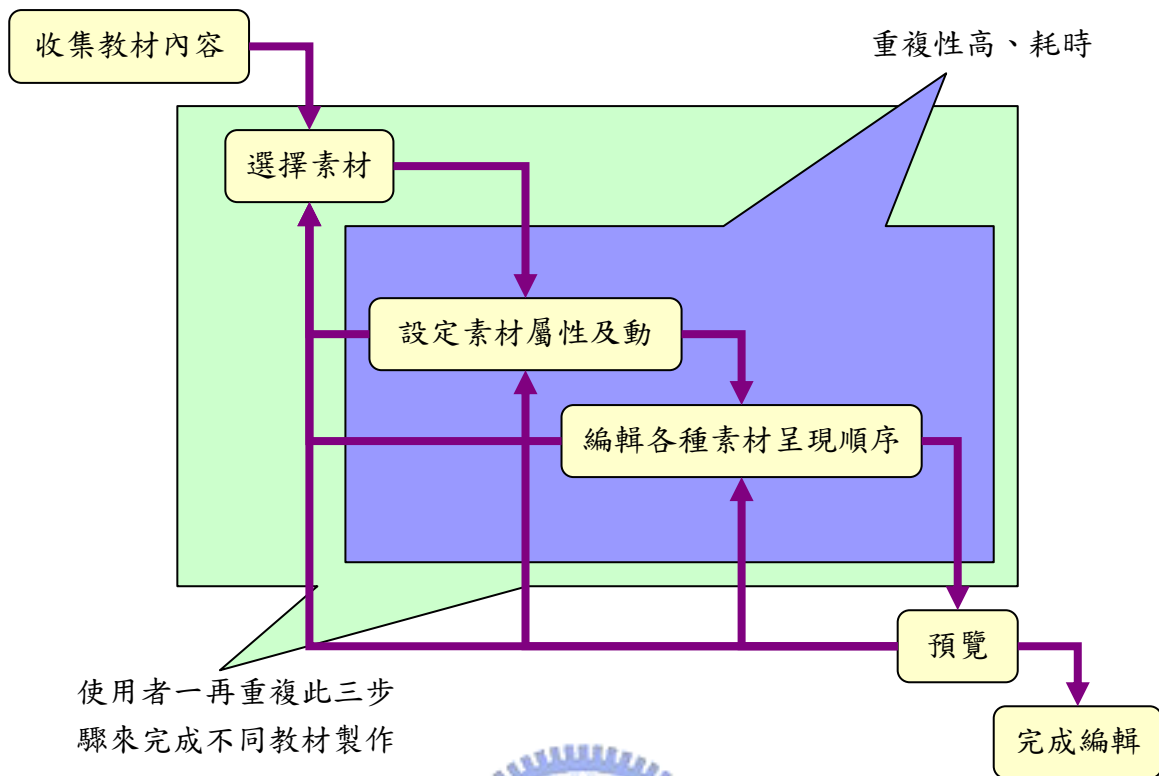 收集教材內容
重複性高、耗時
選擇素材
設定素材屬性及動
編輯各種素材呈現順序
預覽
使用者一再重複此三步
驟來完成不同教材製作
完成編輯